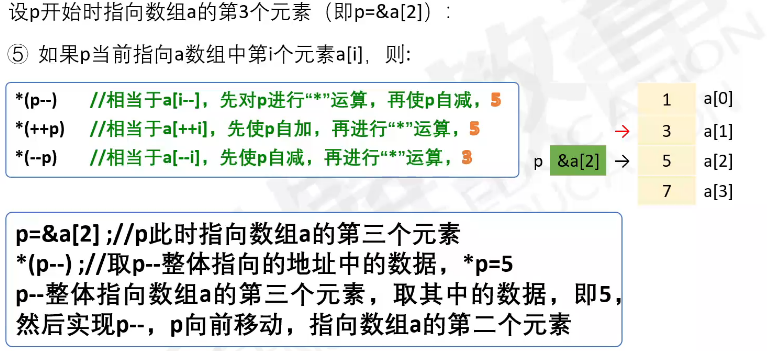 设p开始时指向数组a的第3个元素（即p=&a[2]）：
⑤ 如果p当前指向a数组中第i个元素a[i]，则:
*(p--) //相当于a[i--]，先对p进行“*”运算，再使p自减，5
*(++p) //相当于a[++i]，先使p自加，再进行“*”运算，5
*(--p) //相当于a[--i]，先使p自减，再进行“*”运算，3
1 a[0]
→ 3 a[1]
p &a[2] → 5 a[2]
7 a[3]
p=&a[2] ;//p此时指向数组a的第三个元素
*(p--) ;//取p--整体指向的地址中的数据，*p=5
p--整体指向数组a的第三个元素，取其中的数据，即5，
然后实现p--，p向前移动，指向数组a的第二个元素